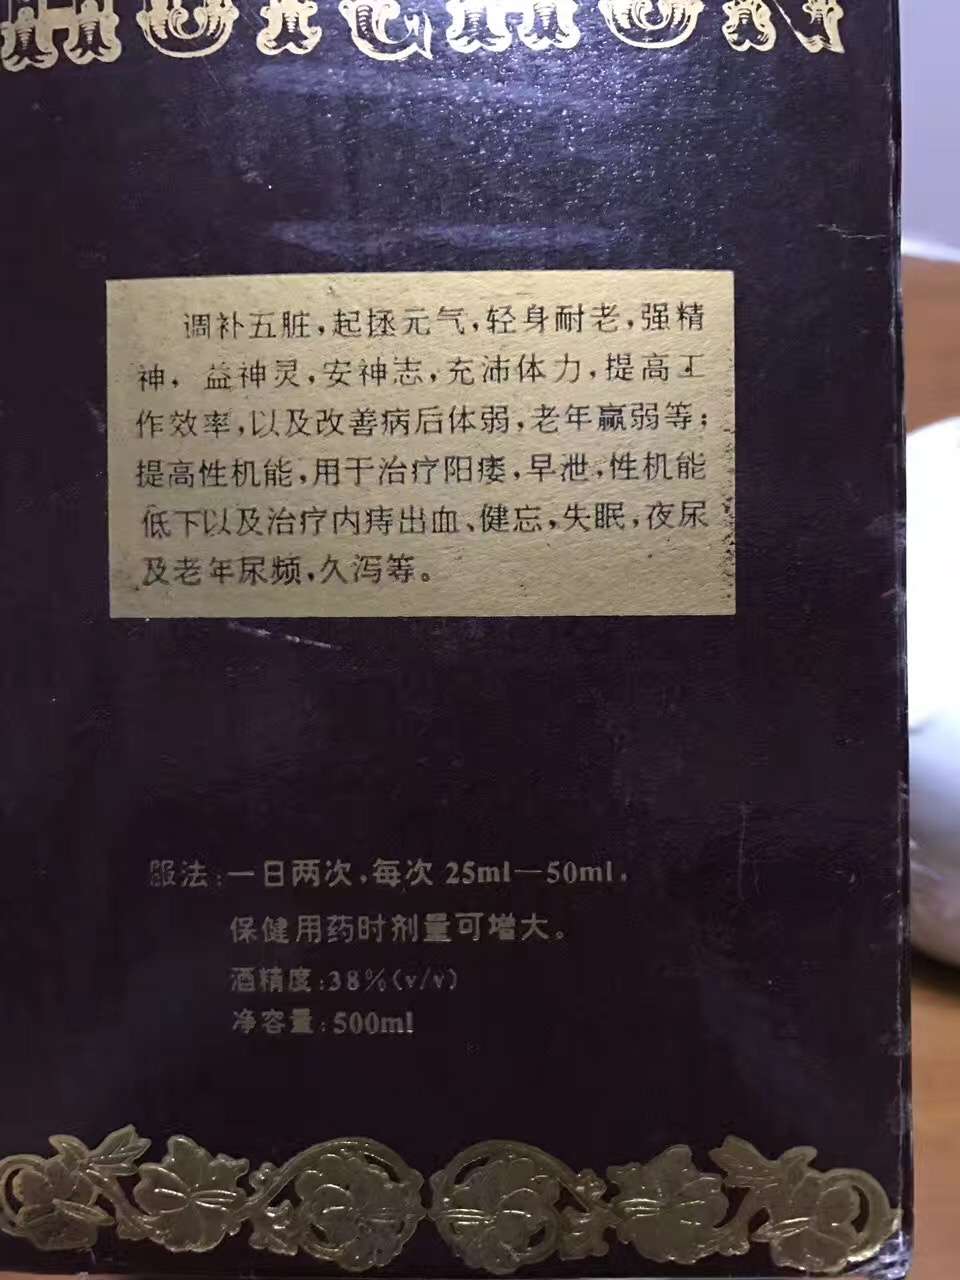 调补五脏,起拯元气,轻身耐老,强精
神,益神灵,安神志,充沛体力,提高工
作效率,以及改善病后体弱,老年赢弱等;
提高性机能,用于治疗阳痿,早泄,性机能
低下以及治疗内痔出血、健忘,失眠,夜尿
及老年尿频,久泻等。
服法:一日两次,每次25ml—50ml,
保健用药时剂量可增大。
酒精度:38%(v/v)
净容量:500ml